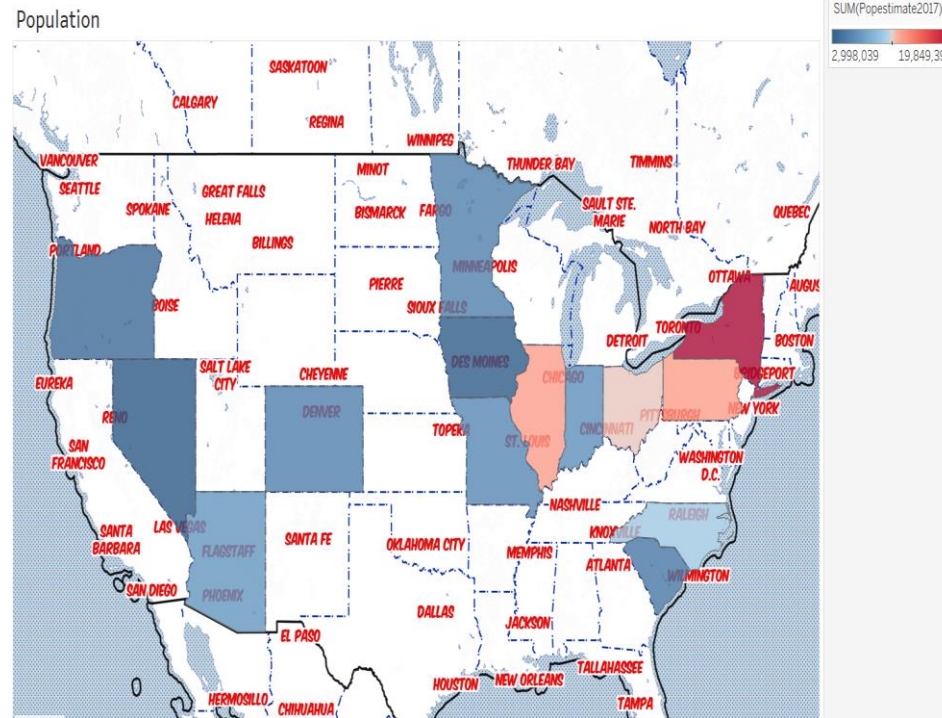 Population
SUM(Popestimate2017)
2,998,039 19,849,39
SASKATOON
CALGARY
REGINA
WINNIPEG
VANCOUVER
THUNDER BAY
TIMMINS
MINOT
SEATTLE
GREAT FALLS
SPOKANE
HELENA
BISMARCK
FARGO
SAULT STE.
MARIE
QUEBEC
NORTH BAY
BILLINGS
PORTLAND
MINNEAPOLIS
OTTAWA
PIERRE
AUGUS
BOISE
SIOUX FALLS
TORONTO
DETROIT
BOSTON
SALT LAKE
CITY
CHEYENNE
DES MOINES
CHICAGO
BRIDGEPORT
EUREKA
DENVER
NEW YORK
RENO
PITTSBURGH
TOPEKA
CINCINNATI
ST. LOUIS
SAN
FRANCISCO
WASHINGTON
D.C.
NASHVILLE
RALEIGH
LAS VEGAS
SANTA
BARBARA
FLAGSTAFF
SANTA FE
OKLAHOMA CITY
KNOXVILLE
MEMPHIS
ATLANTA
WILMINGTON
SAN DIEGO
PHOENIX
DALLAS
JACKSON
EL PASO
TALLAHASSEE
NEW ORLEANS
HOUSTON
HERMOSILLO
CHIHUAHUA
TAMPA